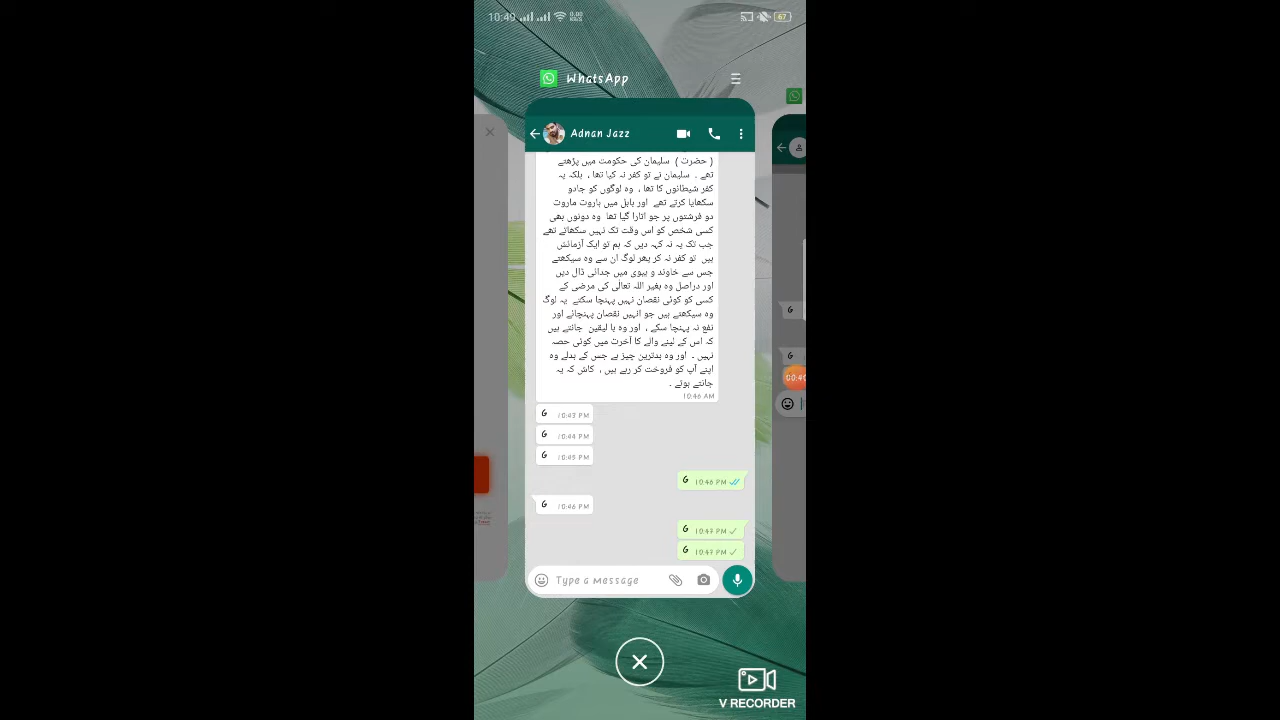 10:49
0.00
KB/S
67
WhatsApp
Adnan Jazz
( حضرت ) سلیمان کی حکومت میں پڑھتے
تھے ۔ سلیمان نے تو کفر نہ کیا تھا ، بلکہ یہ
کفر شیطانوں کا تھا ، وہ لوگوں کو جادو
سکھایا کرتے تھے اور بابل میں ہاروت ماروت
دو فرشتوں پر جو اتارا گیا تھا وہ دونوں بھی
کسی شخص کو اس وقت تک نہیں سکھاتے تھے
جب تک یہ نہ کہہ دیں کہ ہم تو ایک آزمائش
ہیں تو کفر نہ کر پھر لوگ ان سے وہ سیکھتے
جس سے خاوند و بیوی میں جدائی ڈال دیں
اور دراصل وہ بغیر اللہ تعالٰی کی مرضی کے
کسی کو کوئی نقصان نہیں پہنچا سکتے یہ لوگ
وہ سیکھتے ہیں جو انہیں نقصان پہنچائے اور
نفع نہ پہنچا سکے ، اور وہ با لیقین جانتے ہیں
کہ اس کے لینے والے کا آخرت میں کوئی حصہ
نہیں ۔ اور وہ بدترین چیز ہے جس کے بدلے وہ
اپنے آپ کو فروخت کر رہے ہیں ، کاش کہ یہ
جانتے ہوتے ۔
10:46 AM
G 10:43 PM
G 10:44 PM
G 10:45 PM
G 10:46 PM
G 10:46 PM
G 10:47 PM
G 10:47 PM
Type a message
G
G
V RECORDER